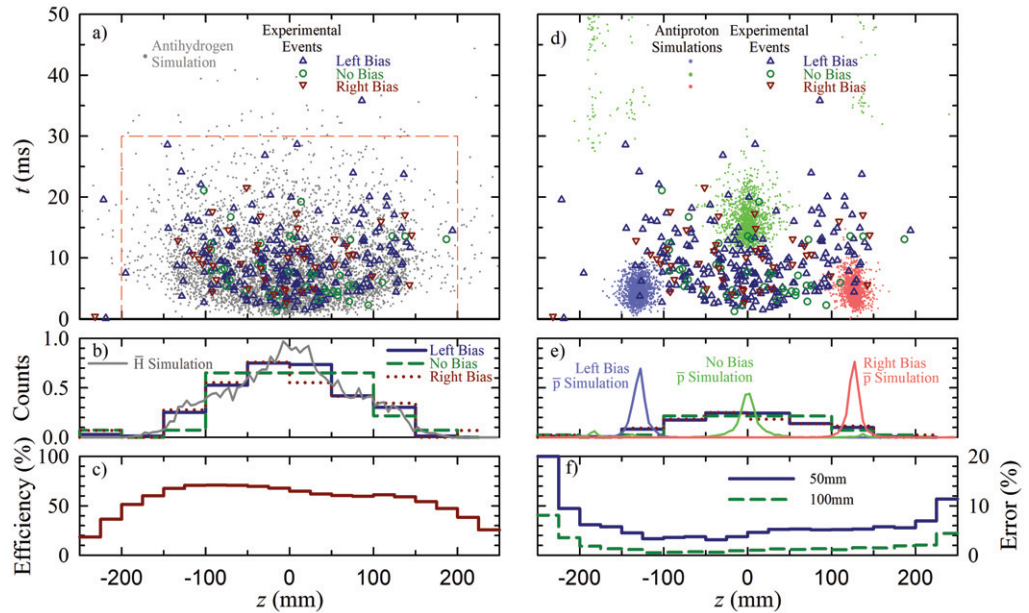 a)
Antihydrogen
Simulation
Experimental
Events
Left Bias
No Bias
Right Bias
50
40
30
20
10
0
t (ms)
d)
Antiproton
Simulations
Experimental
Events
Left Bias
No Bias
Right Bias
b)
H̅ Simulation
Left Bias
No Bias
Right Bias
1.0
0.5
0.0
Counts
e)
Left Bias
p̅ Simulation
No Bias
p̅ Simulation
Right Bias
p̅ Simulation
c)
100
50
0
Efficiency (%)
-200 -100 0 100 200
z (mm)
f)
50mm
100mm
20
10
0
Error (%)
-200 -100 0 100 200
z (mm)